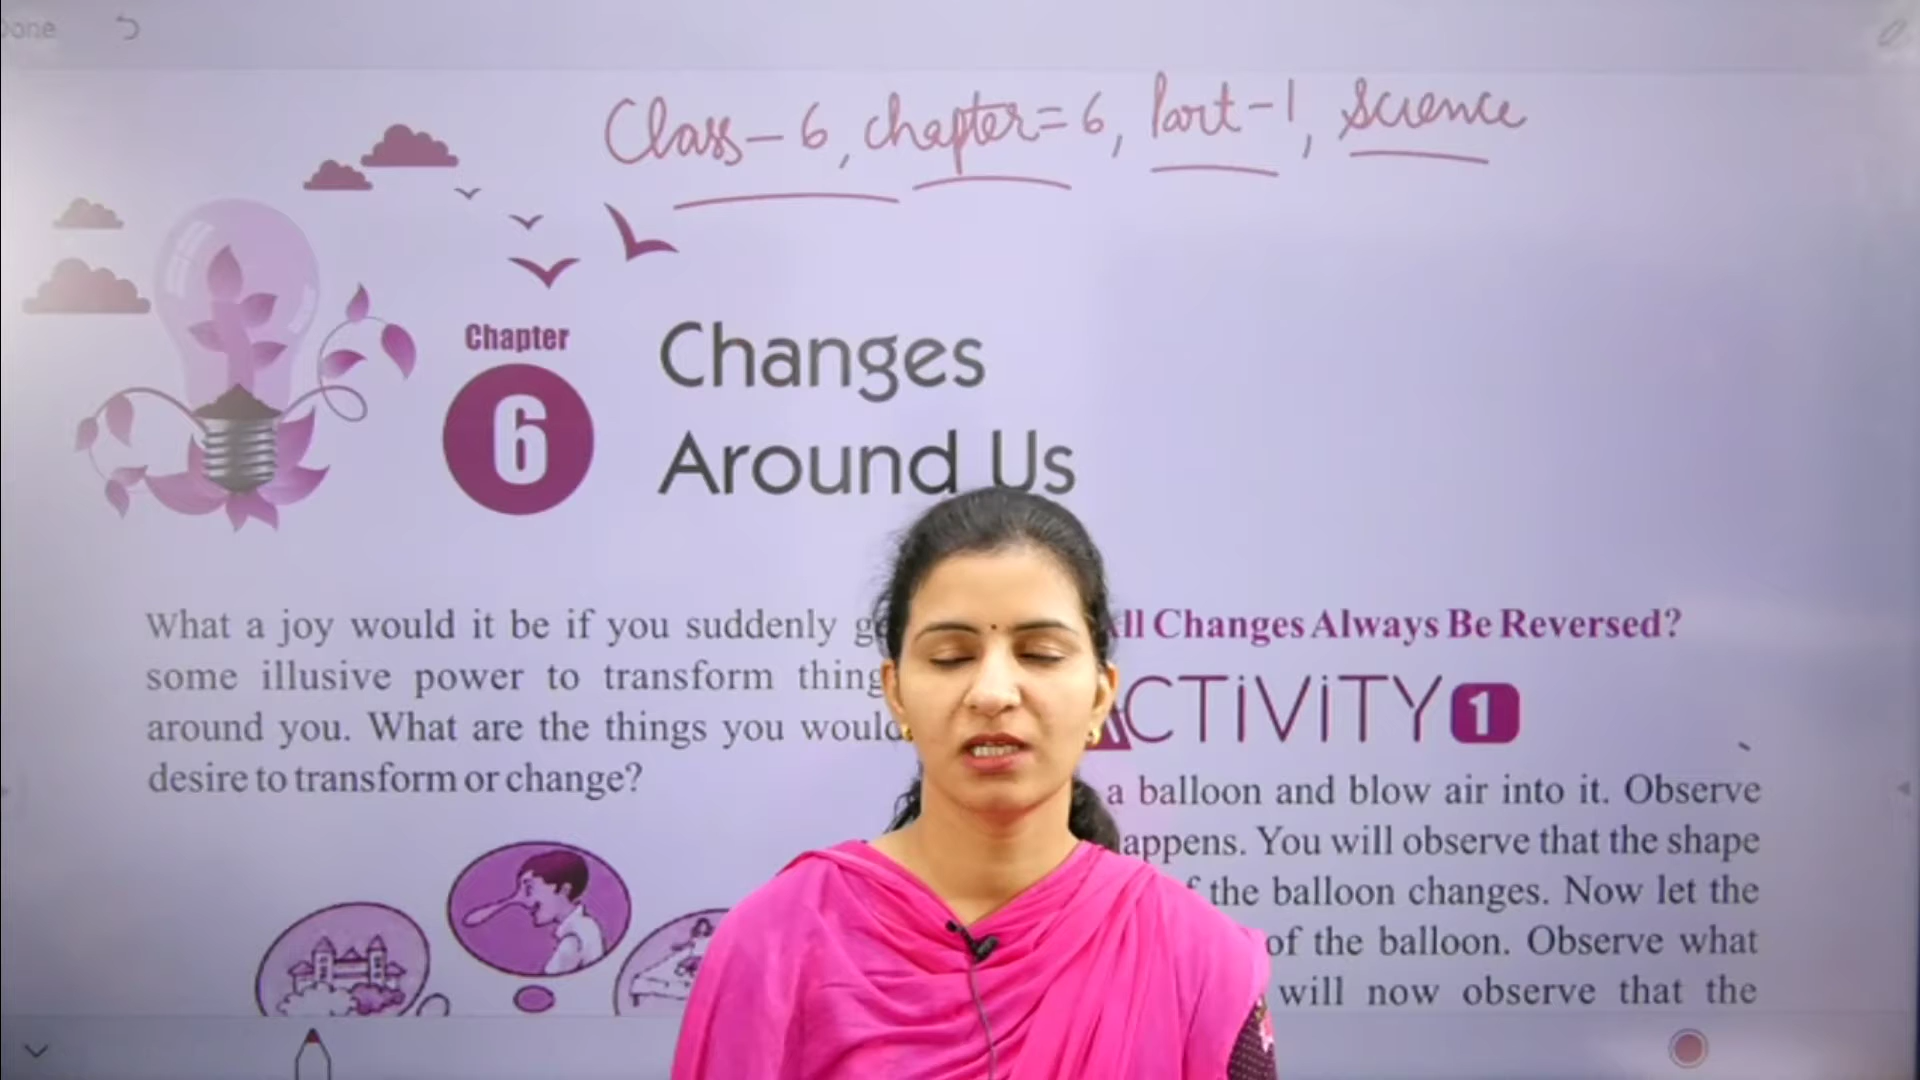 Done
Class-6, chapter=6, Part-1, Science
Chapter
6
Changes
Around Us
What a joy would it be if you suddenly
some illusive power to transform
around you. What are the things you would
desire to transform or change?
Changes Always Be Reversed?
ACTiViTY 1
a balloon and blow air into it. Observe
You will observe that the shape
the balloon changes. Now let the
of the balloon. Observe what
will now observe that the